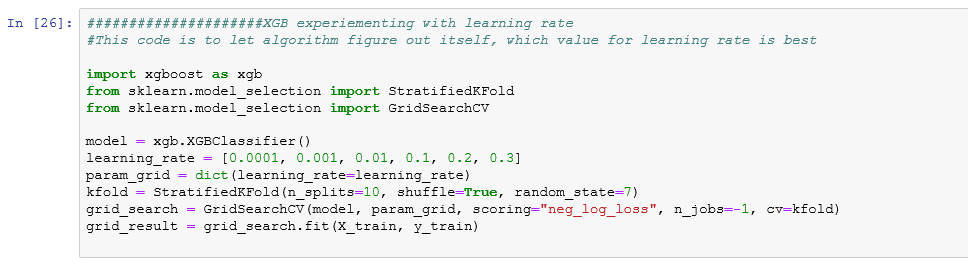 In [26]: #####################XGB experiementing with learning rate
#This code is to let algorithm figure out itself, which value for learning rate is best
import xgboost as xgb
from sklearn.model_selection import StratifiedKFold
from sklearn.model_selection import GridSearchCV
model = xgb.XGBClassifier()
learning_rate = [0.0001, 0.001, 0.01, 0.1, 0.2, 0.3]
param_grid = dict(learning_rate=learning_rate)
kfold = StratifiedKFold(n_splits=10, shuffle=True, random_state=7)
grid_search = GridSearchCV(model, param_grid, scoring="neg_log_loss", n_jobs=-1, cv=kfold)
grid_result = grid_search.fit(X_train, y_train)